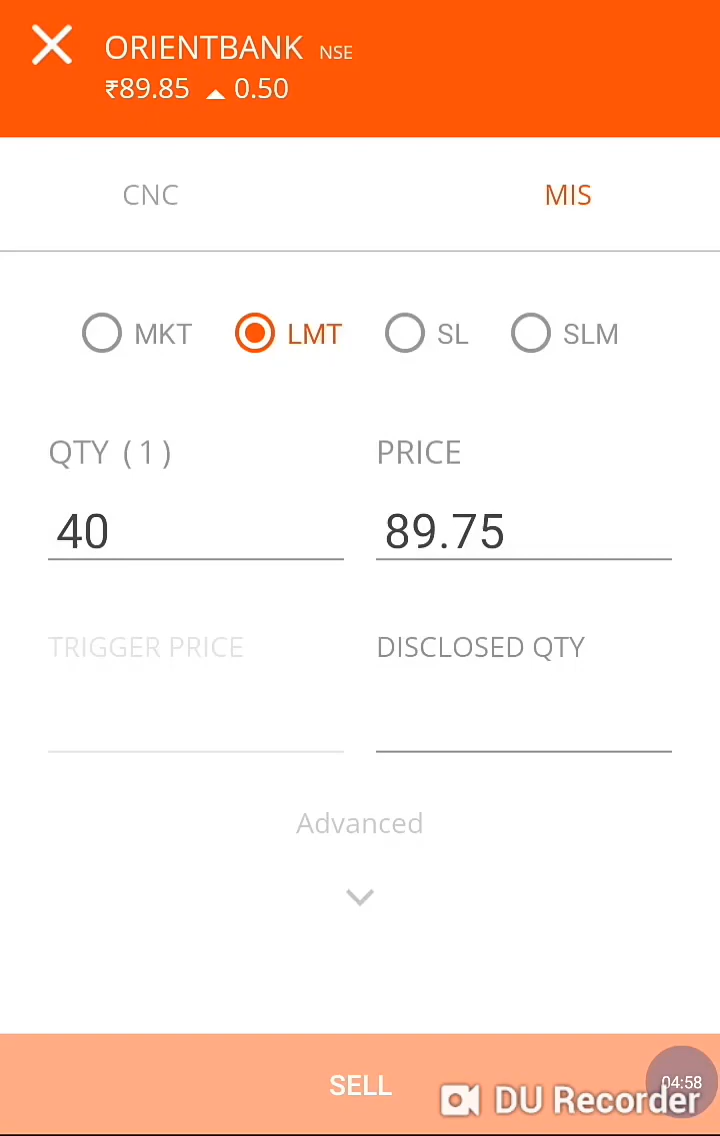 ORIENTBANK NSE
₹89.85 ▲ 0.50
CNC MIS
MKT LMT SL SLM
QTY (1) PRICE
40 89.75
TRIGGER PRICE DISCLOSED QTY
Advanced
SELL
04:58
DU Recorder